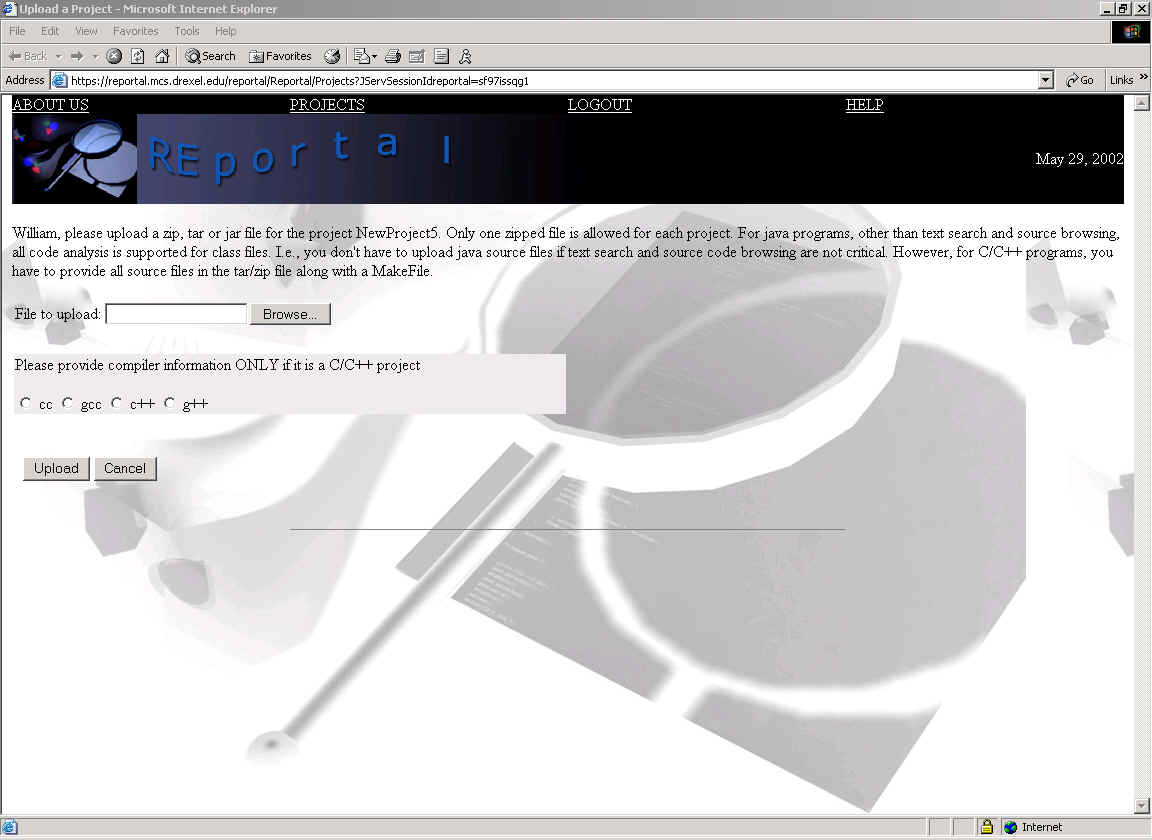 Upload a Project - Microsoft Internet Explorer
File Edit View Favorites Tools Help
Back Search Favorites
Address https://reportal.mcs.drexel.edu/reportal/Reportal/Projects?JServSessionIdreportal=sf97issqg1 Go Links »
ABOUT US PROJECTS LOGOUT HELP
REportal
May 29, 2002
William, please upload a zip, tar or jar file for the project NewProject5. Only one zipped file is allowed for each project. For java programs, other than text search and source browsing,
all code analysis is supported for class files. I.e., you don't have to upload java source files if text search and source code browsing are not critical. However, for C/C++ programs, you
have to provide all source files in the tar/zip file along with a MakeFile.
File to upload: Browse...
Please provide compiler information ONLY if it is a C/C++ project
cc gcc c++ g++
Upload Cancel
Internet